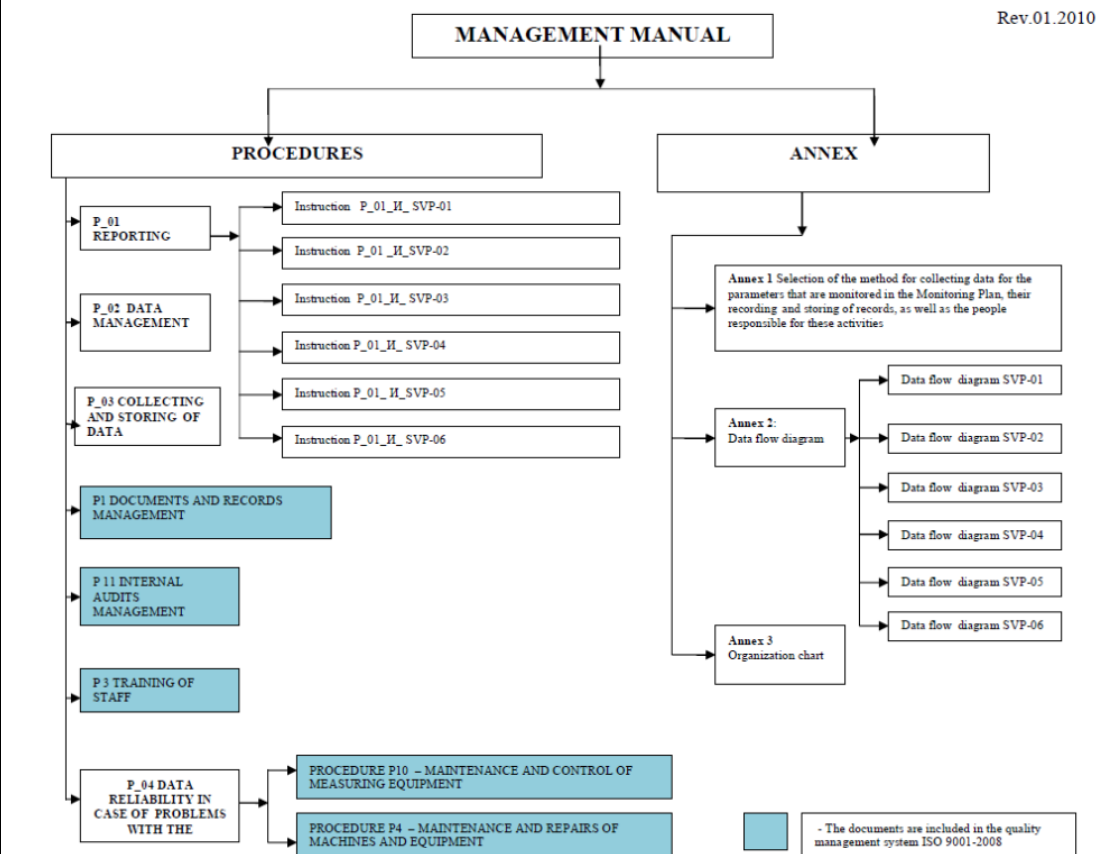 Rev.01.2010
MANAGEMENT MANUAL
PROCEDURES
P_01
REPORTING
Instruction P_01_И_ SVP-01
Instruction P_01 _И_SVP-02
Instruction P_01_И_SVP-03
Instruction P_01_И_ SVP-04
Instruction P_01_ И_SVP-05
Instruction P_01_И_ SVP-06
P_02 DATA
MANAGEMENT
P_03 COLLECTING
AND STORING OF
DATA
P1 DOCUMENTS AND RECORDS
MANAGEMENT
P 11 INTERNAL
AUDITS
MANAGEMENT
P 3 TRAINING OF
STAFF
P_04 DATA
RELIABILITY IN
CASE OF PROBLEMS
WITH THE
PROCEDURE P10 – MAINTENANCE AND CONTROL OF
MEASURING EQUIPMENT
PROCEDURE P4 – MAINTENANCE AND REPAIRS OF
MACHINES AND EQUIPMENT
ANNEX
Annex 1 Selection of the method for collecting data for the
parameters that are monitored in the Monitoring Plan, their
recording and storing of records, as well as the people
responsible for these activities
Annex 2:
Data flow diagram
Data flow diagram SVP-01
Data flow diagram SVP-02
Data flow diagram SVP-03
Data flow diagram SVP-04
Data flow diagram SVP-05
Data flow diagram SVP-06
Annex 3
Organization chart
- The documents are included in the quality
management system ISO 9001-2008